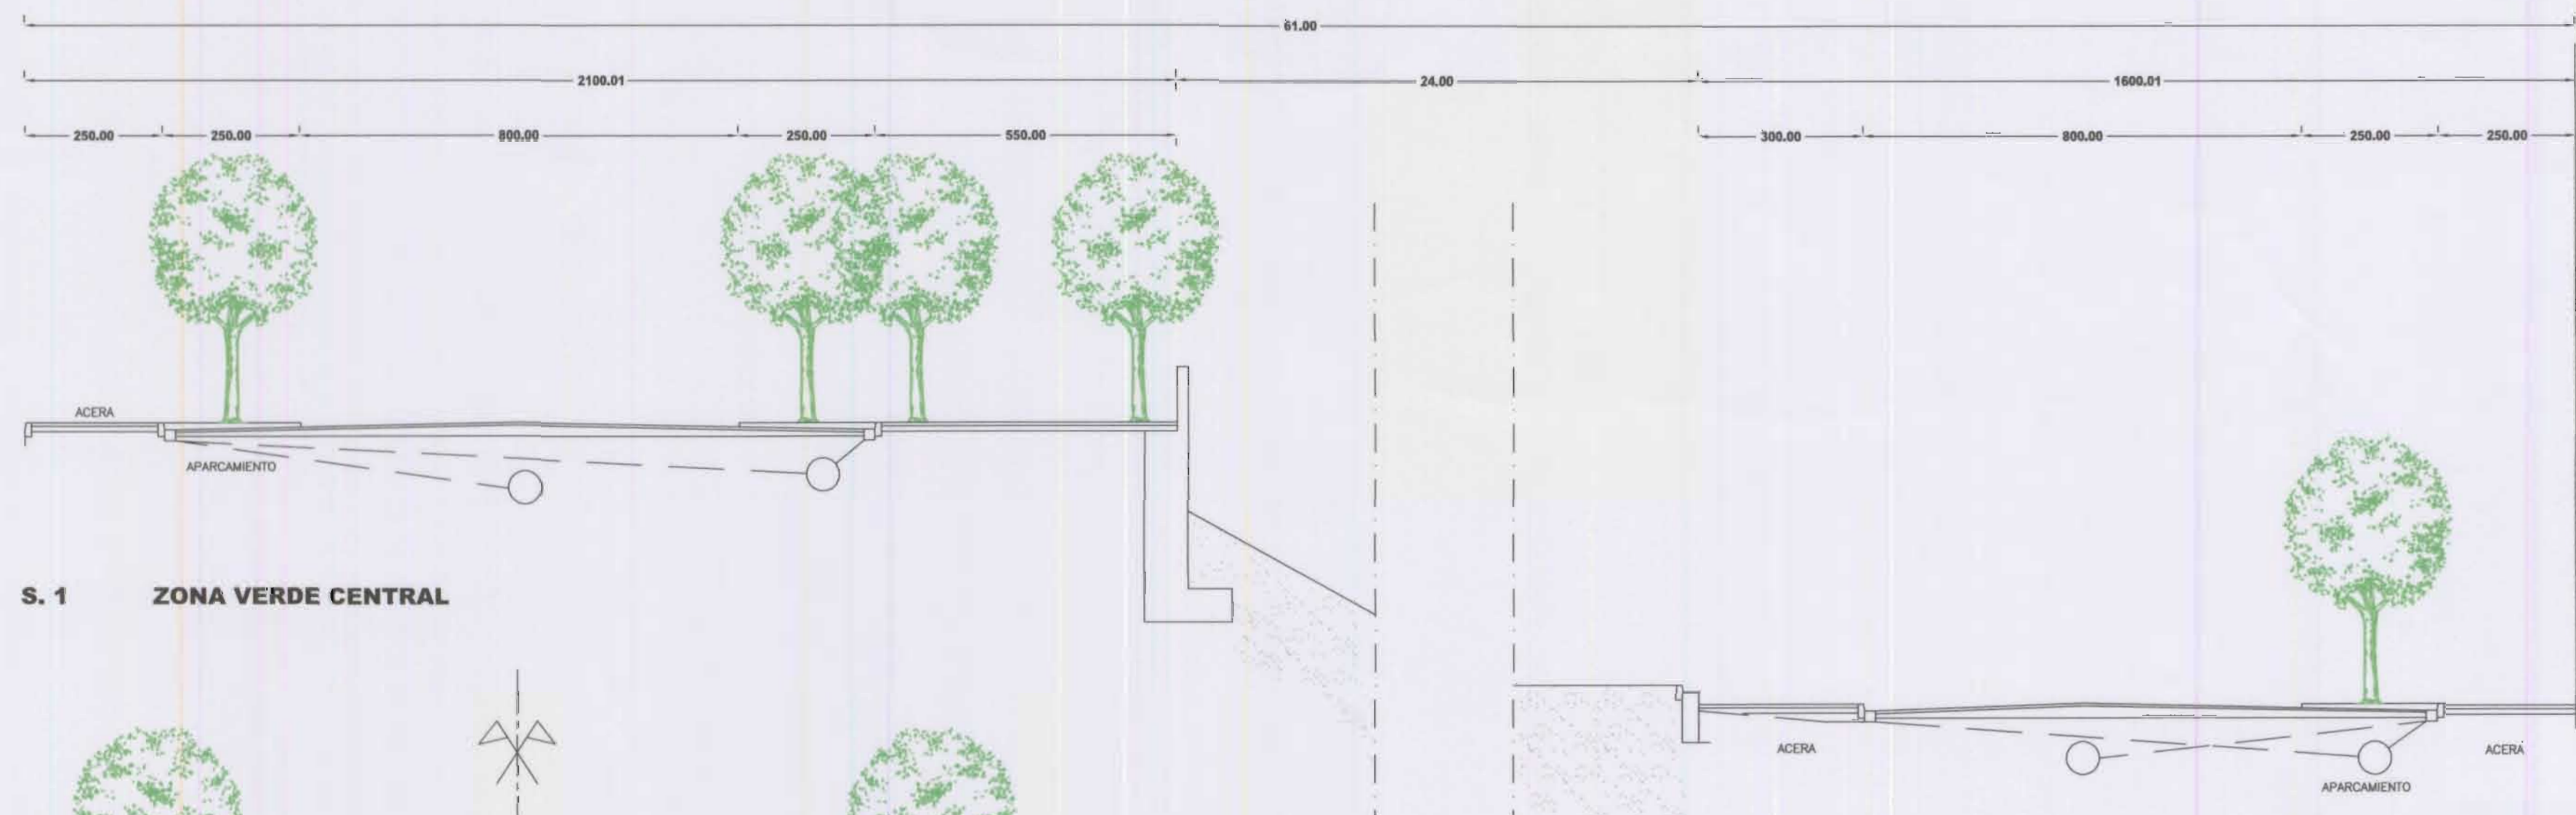 61.00
2100.01 24.00 1600.01
250.00 250.00 800.00 250.00 550.00 300.00 800.00 250.00 250.00
ACERA
APARCAMIENTO
S. 1 ZONA VERDE CENTRAL
ACERA ACERA
APARCAMIENTO